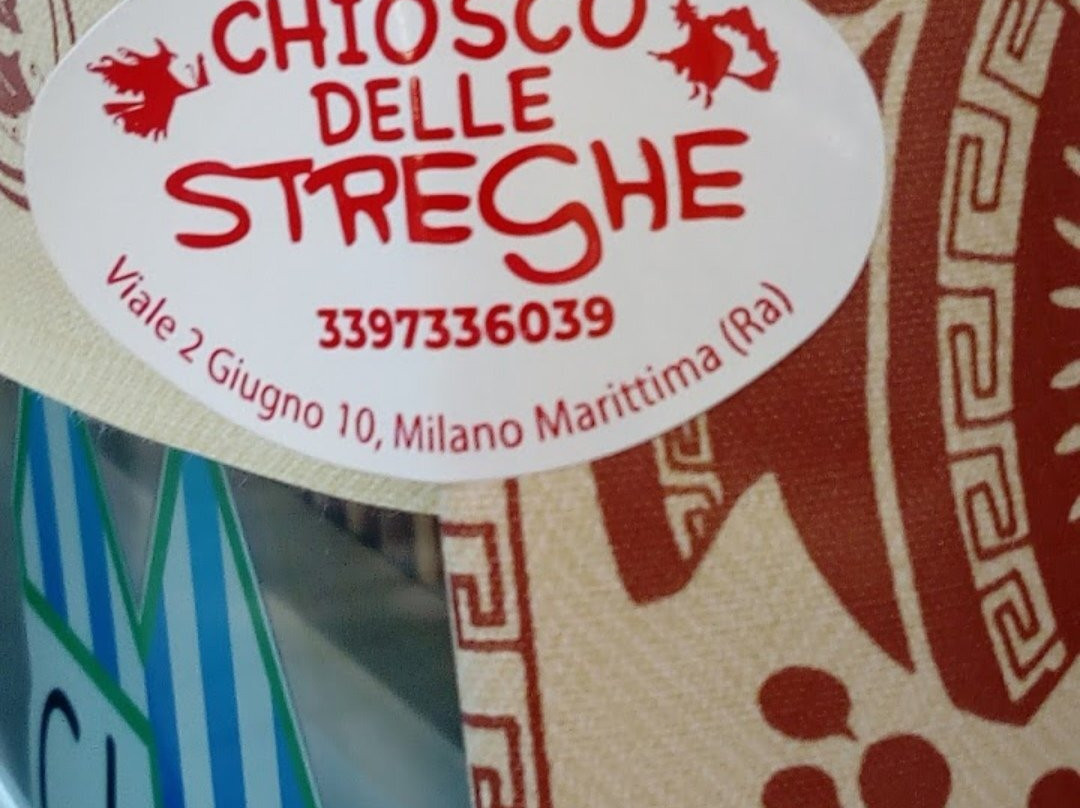 CHIOSCO
DELLE
STREGHE
3397336039
Viale 2 Giugno 10, Milano Marittima (Ra)